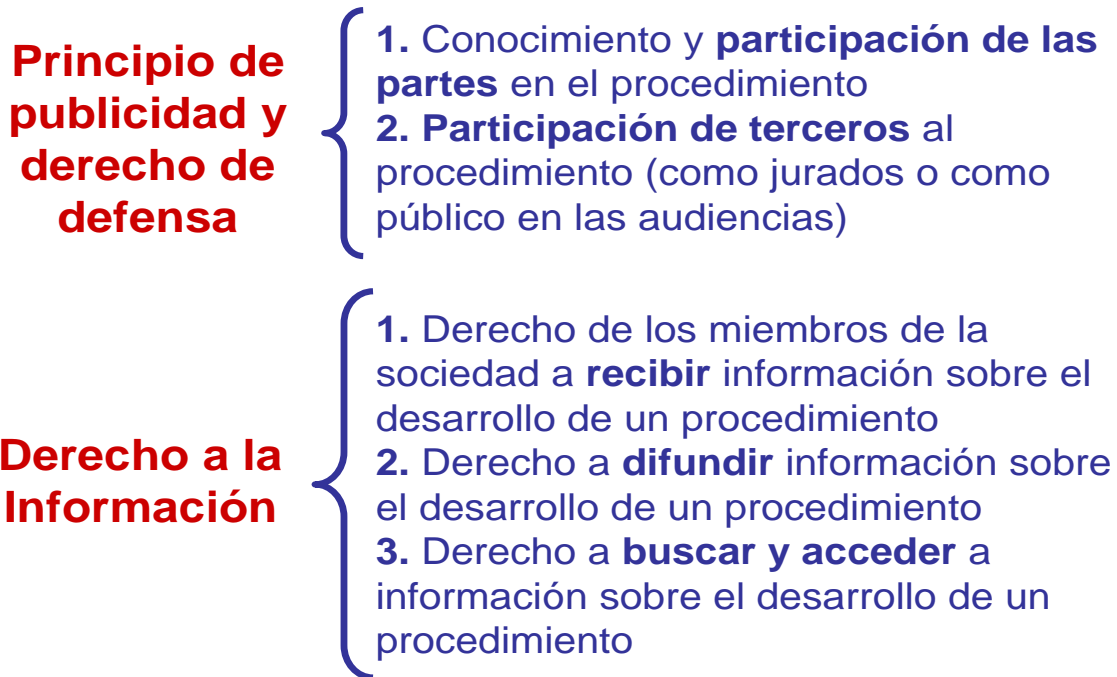 Principio de
publicidad y
derecho de
defensa
1. Conocimiento y participación de las
partes en el procedimiento
2. Participación de terceros al
procedimiento (como jurados o como
público en las audiencias)
Derecho a la
Información
1. Derecho de los miembros de la
sociedad a recibir información sobre el
desarrollo de un procedimiento
2. Derecho a difundir información sobre
el desarrollo de un procedimiento
3. Derecho a buscar y acceder a
información sobre el desarrollo de un
procedimiento